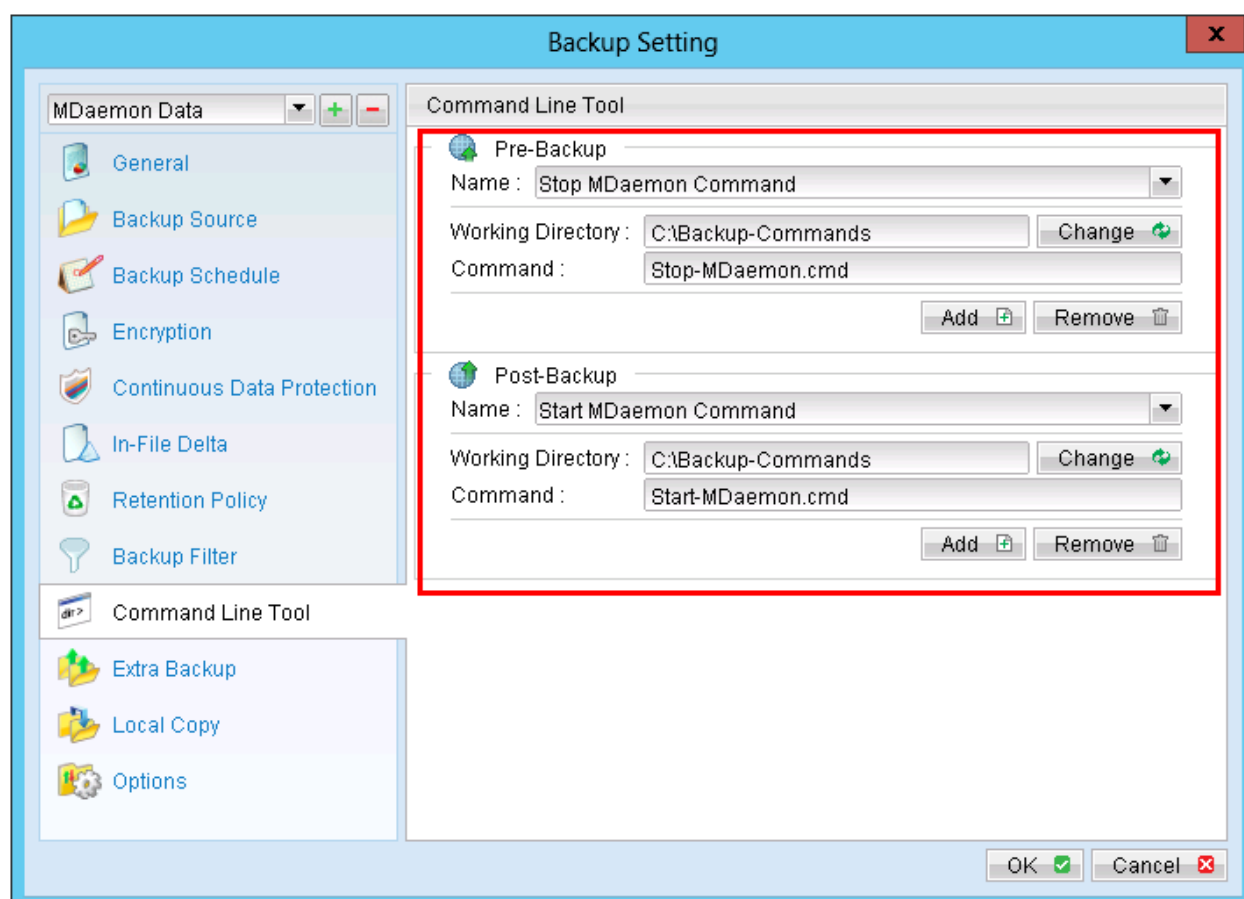 Backup Setting
x
MDaemon Data
General
Backup Source
Backup Schedule
Encryption
Continuous Data Protection
In-File Delta
Retention Policy
Backup Filter
dir>
Command Line Tool
Extra Backup
Local Copy
Options
Command Line Tool
Pre-Backup
Name : Stop MDaemon Command
Working Directory : C:\Backup-Commands Change
Command : Stop-MDaemon.cmd
Add Remove
Post-Backup
Name : Start MDaemon Command
Working Directory : C:\Backup-Commands Change
Command : Start-MDaemon.cmd
Add Remove
OK Cancel